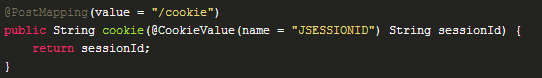 @PostMapping(value = "/cookie")
public String cookie(@CookieValue(name = "JSESSIONID") String sessionId) {
    return sessionId;
}